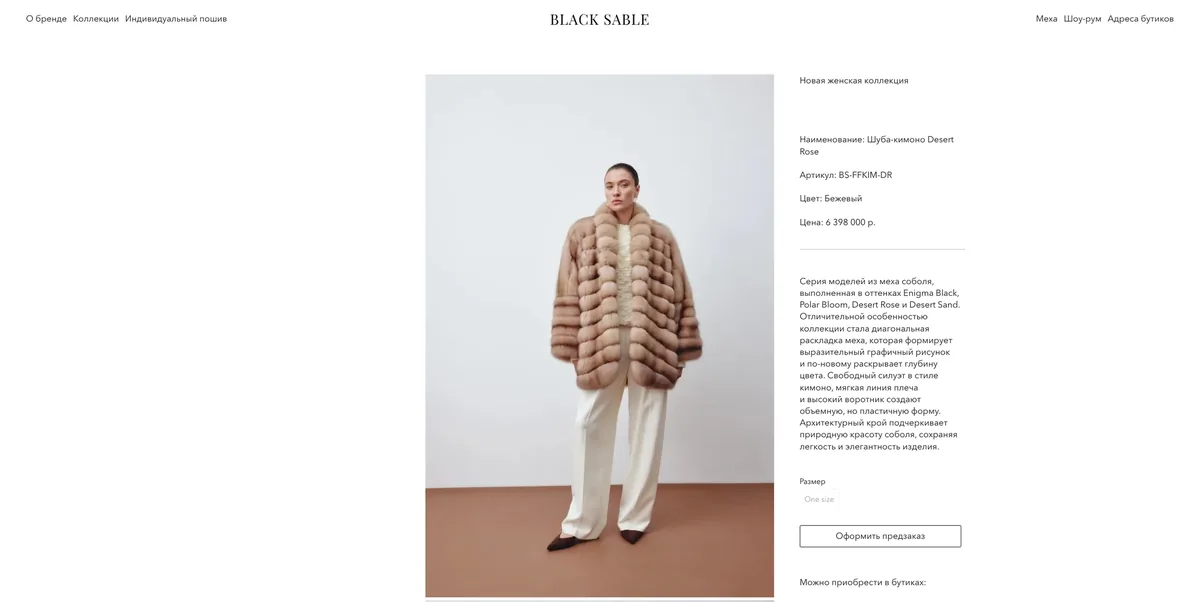 О бренде Коллекции Индивидуальный пошив
BLACK SABLE
Меха Шоу-рум Адреса бутиков
Новая женская коллекция
Наименование: Шуба-кимоно Desert
Rose
Артикул: BS-FFKIM-DR
Цвет: Бежевый
Цена: 6 398 000 р.
Серия моделей из меха соболя,
выполненная в оттенках Enigma Black,
Polar Bloom, Desert Rose и Desert Sand.
Отличительной особенностью
коллекции стала диагональная
раскладка меха, которая формирует
выразительный графичный рисунок
и по-новому раскрывает глубину
цвета. Свободный силуэт в стиле
кимоно, мягкая линия плеча
и высокий воротник создают
объемную, но пластичную форму.
Архитектурный крой подчеркивает
природную красоту соболя, сохраняя
легкость и элегантность изделия.
Размер
One size
Оформить предзаказ
Можно приобрести в бутиках: